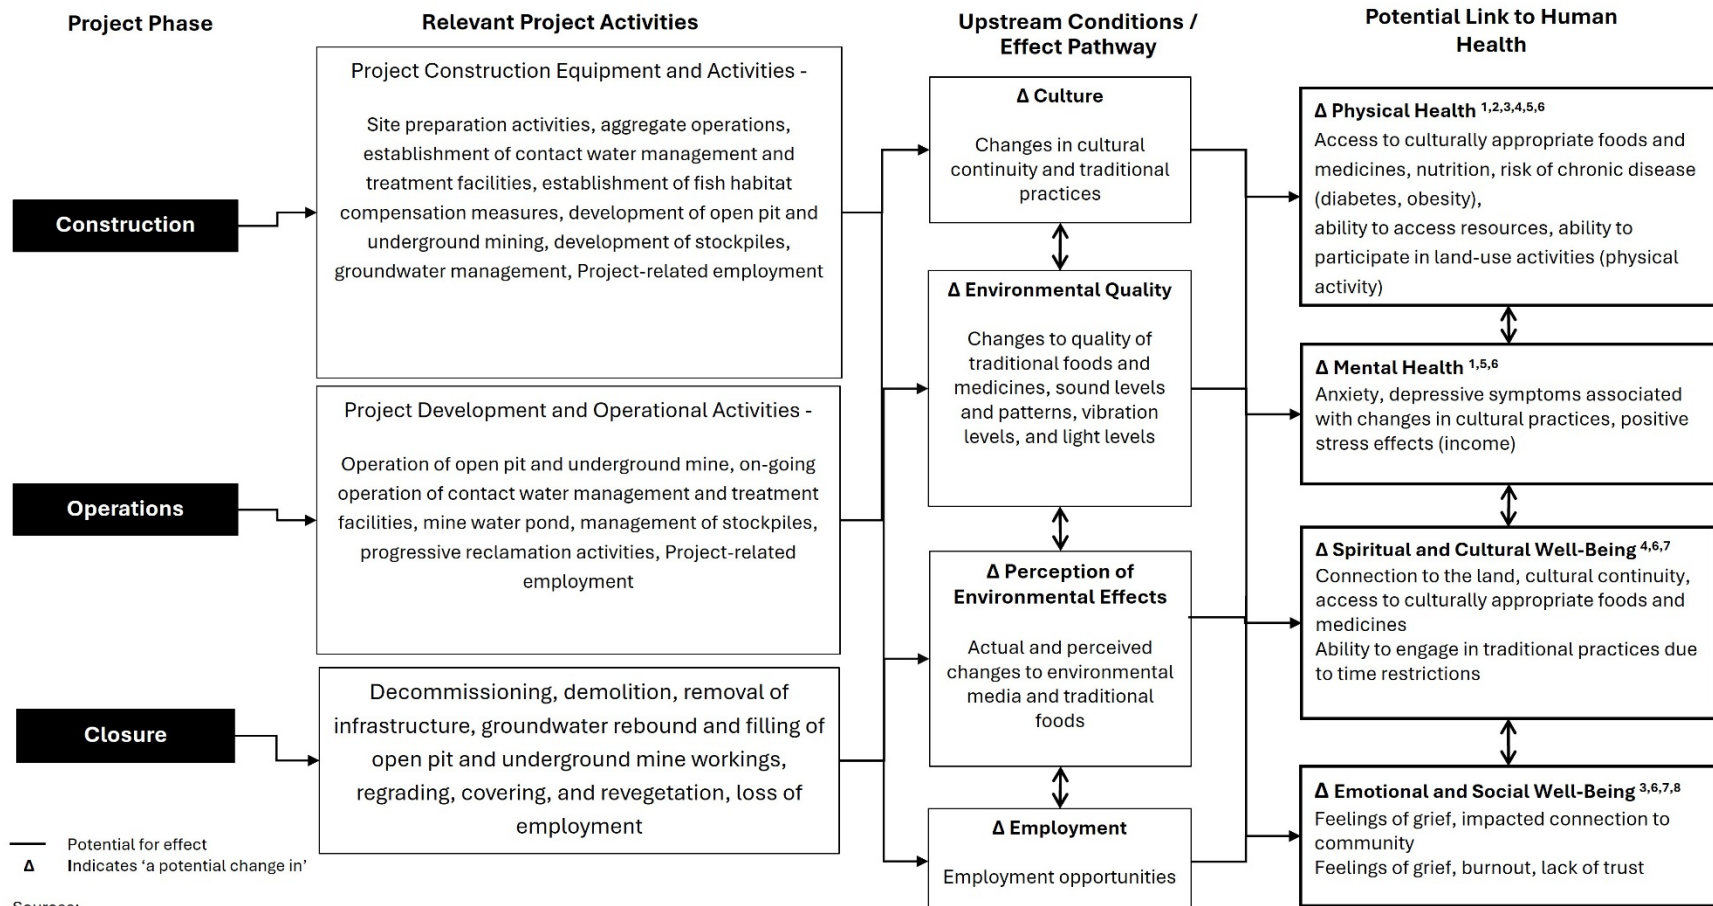 Project Phase
Relevant Project Activities
Upstream Conditions /
Effect Pathway
Potential Link to Human
Health
Construction
Operations
Closure
Project Construction Equipment and Activities -
Site preparation activities, aggregate operations,
establishment of contact water management and
treatment facilities, establishment of fish habitat
compensation measures, development of open pit and
underground mining, development of stockpiles,
groundwater management, Project-related employment
Project Development and Operational Activities -
Operation of open pit and underground mine, on-going
operation of contact water management and treatment
facilities, mine water pond, management of stockpiles,
progressive reclamation activities, Project-related
employment
Decommissioning, demolition, removal of
infrastructure, groundwater rebound and filling of
open pit and underground mine workings,
regrading, covering, and revegetation, loss of
employment
Δ Culture
Changes in cultural
continuity and traditional
practices
Δ Environmental Quality
Changes to quality of
traditional foods and
medicines, sound levels
and patterns, vibration
levels, and light levels
Δ Perception of
Environmental Effects
Actual and perceived
changes to environmental
media and traditional
foods
Δ Employment
Employment opportunities
Δ Physical Health 1,2,3,4,5,6
Access to culturally appropriate foods and
medicines, nutrition, risk of chronic disease
(diabetes, obesity),
ability to access resources, ability to
participate in land-use activities (physical
activity)
Δ Mental Health 1,5,6
Anxiety, depressive symptoms associated
with changes in cultural practices, positive
stress effects (income)
Δ Spiritual and Cultural Well-Being 4,6,7
Connection to the land, cultural continuity,
access to culturally appropriate foods and
medicines
Ability to engage in traditional practices due
to time restrictions
Δ Emotional and Social Well-Being 3,6,7,8
Feelings of grief, impacted connection to
community
Feelings of grief, burnout, lack of trust
Potential for effect
Δ Indicates ‘a potential change in’
Sources: